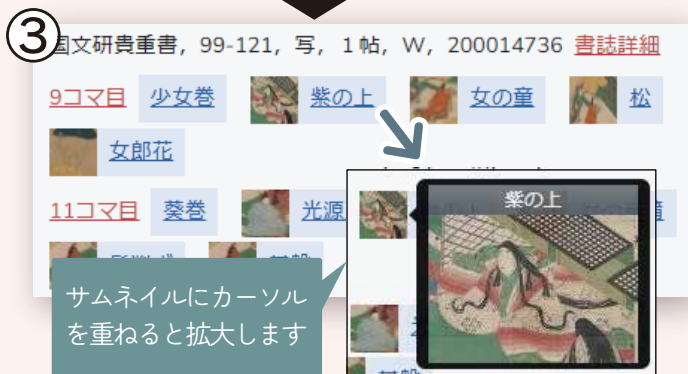 ③
国文研貴重書, 99-121, 写, 1帖, W, 200014736 書誌詳細
9コマ目 少女巻 紫の上 女の童 松
女郎花
11コマ目 葵巻 光源
紫の上
サムネイルにカーソル
を重ねると拡大します